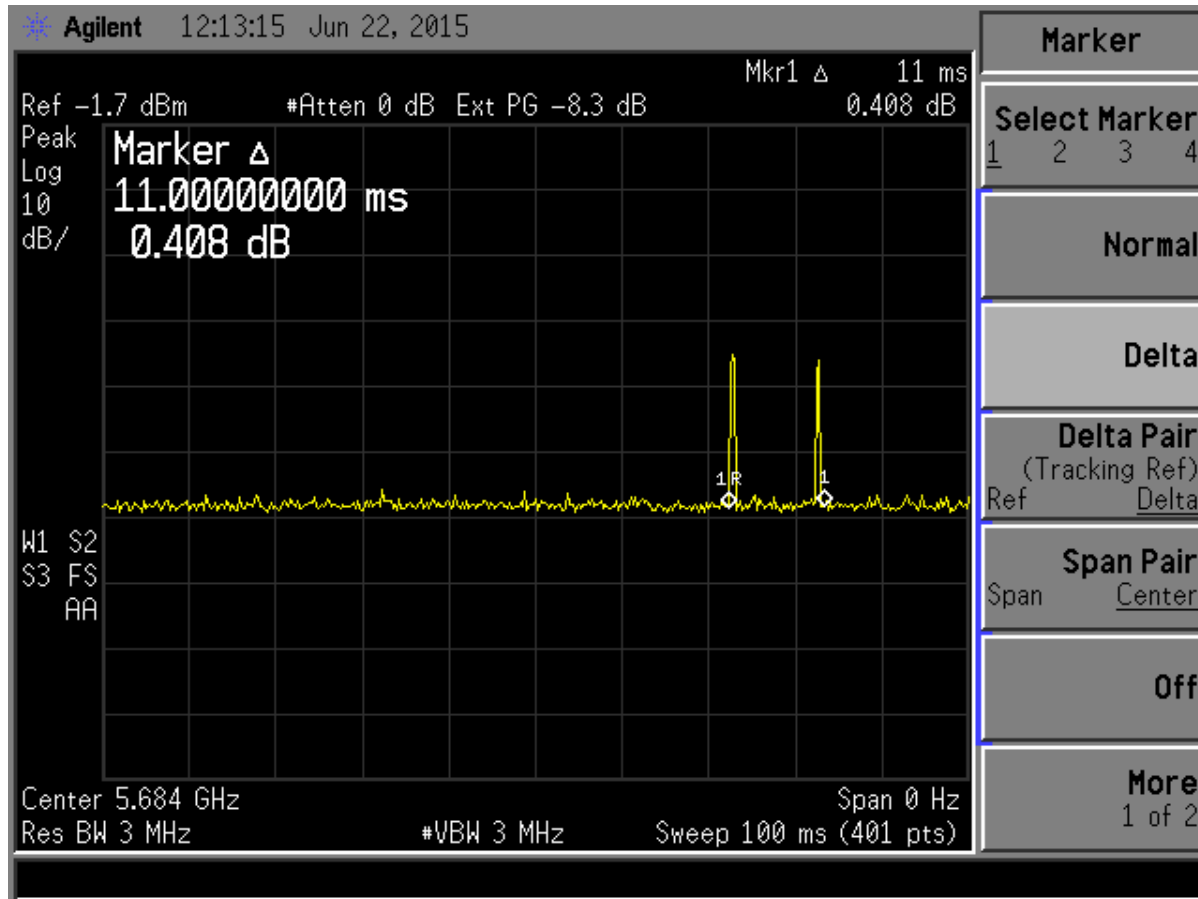 Agilent 12:13:15 Jun 22, 2015
Mkr1 Δ 11 ms
Ref -1.7 dBm #Atten 0 dB Ext PG -8.3 dB 0.408 dB
Peak
Log
10
dB/
Marker Δ
11.00000000 ms
0.408 dB
1R
1
W1 S2
S3 FS
AA
Center 5.684 GHz Span 0 Hz
Res BW 3 MHz #VBW 3 MHz Sweep 100 ms (401 pts)
Marker
Select Marker
1 2 3 4
Normal
Delta
Delta Pair
(Tracking Ref)
Ref Delta
Span Pair
Span Center
Off
More
1 of 2